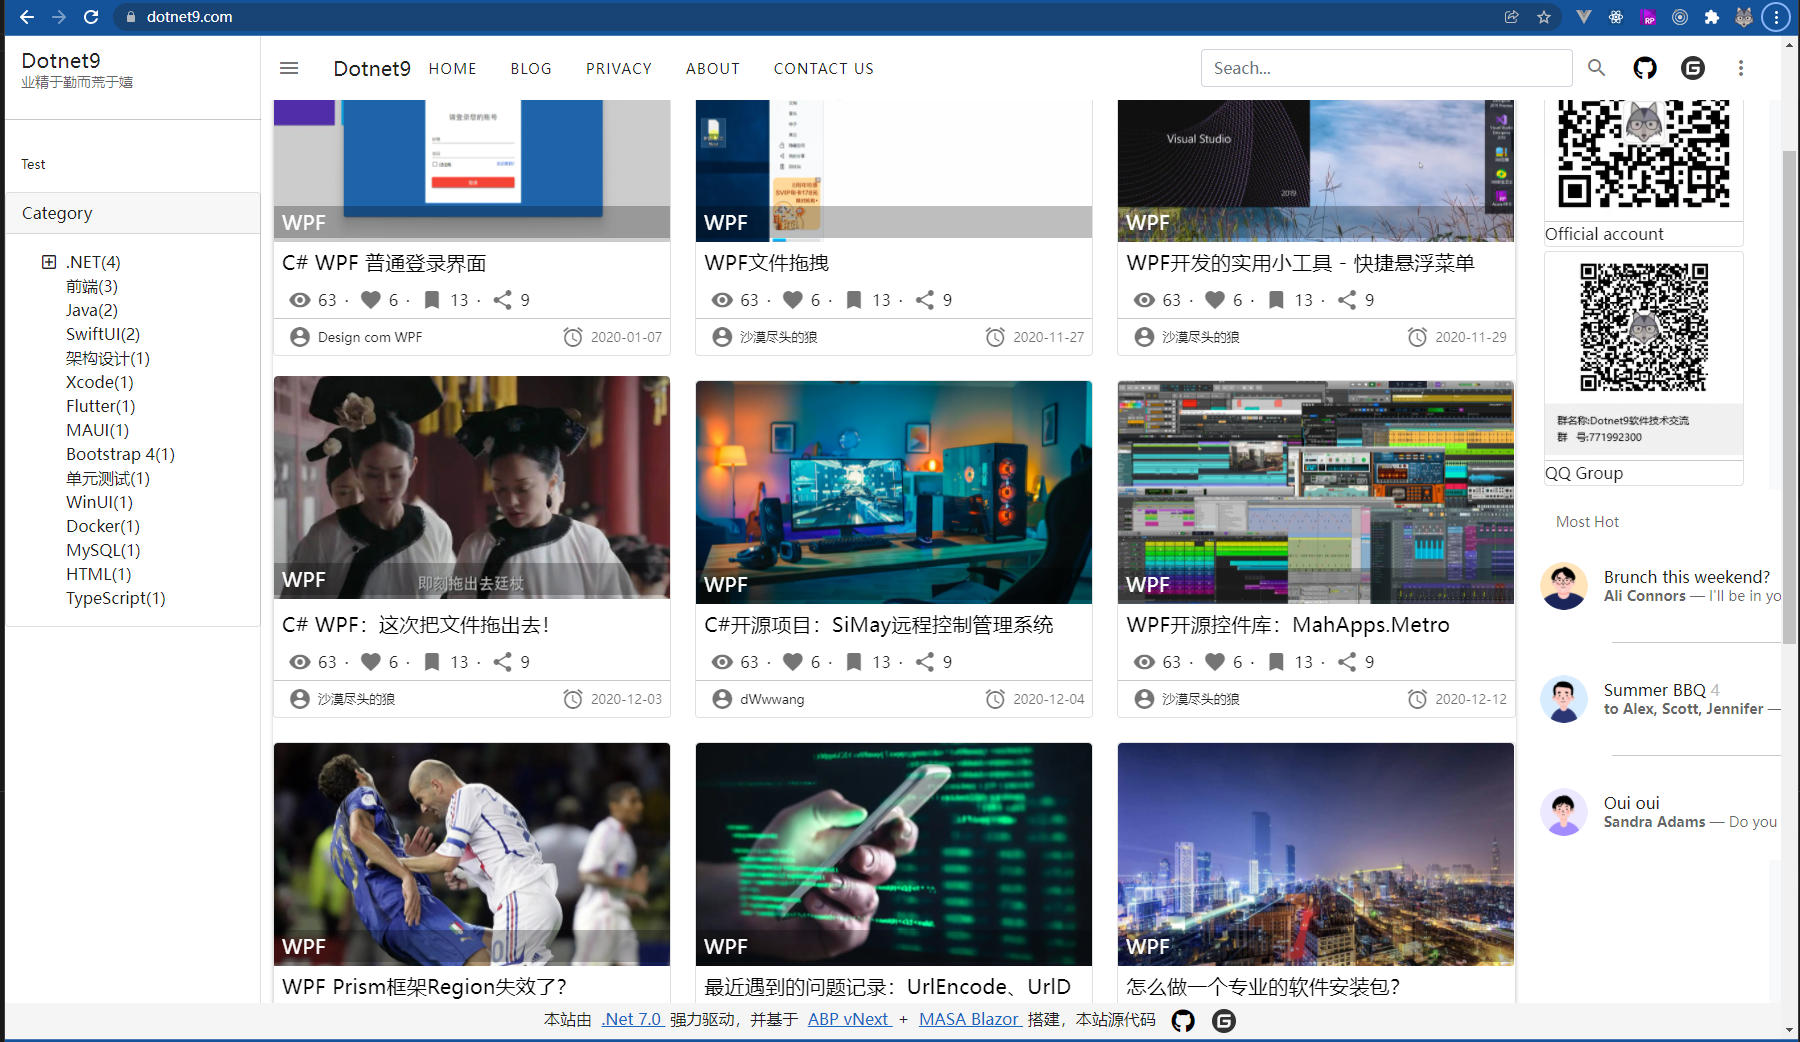 dotnet9.com
Dotnet9
业精于勤而荒于嬉
Test
Category
.NET(4)
前端(3)
Java(2)
SwiftUI(2)
架构设计(1)
Xcode(1)
Flutter(1)
MAUI(1)
Bootstrap 4(1)
单元测试(1)
WinUI(1)
Docker(1)
MySQL(1)
HTML(1)
TypeScript(1)
Dotnet9 HOME BLOG PRIVACY ABOUT CONTACT US
Seach...
请登录您的账号
WPF
C# WPF 普通登录界面
63 · 6 · 13 · 9
Design com WPF 2020-01-07
WPF
WPF文件拖拽
63 · 6 · 13 · 9
沙漠尽头的狼 2020-11-27
Visual Studio
2019
WPF
WPF开发的实用小工具 - 快捷悬浮菜单
63 · 6 · 13 · 9
沙漠尽头的狼 2020-11-29
即刻拖出去廷杖
WPF
C# WPF：这次把文件拖出去！
63 · 6 · 13 · 9
沙漠尽头的狼 2020-12-03
WPF
C#开源项目：SiMay远程控制管理系统
63 · 6 · 13 · 9
dWwwang 2020-12-04
WPF
WPF开源控件库：MahApps.Metro
63 · 6 · 13 · 9
沙漠尽头的狼 2020-12-12
WPF
WPF Prism框架Region失效了？
WPF
最近遇到的问题记录：UrlEncode、UrlD
WPF
怎么做一个专业的软件安装包？
Official account
群名称:Dotnet9软件技术交流
群 号:771992300
QQ Group
Most Hot
Brunch this weekend?
Ali Connors — I'll be in yo
Summer BBQ 4
to Alex, Scott, Jennifer —
Oui oui
Sandra Adams — Do you
本站由 .Net 7.0 强力驱动，并基于 ABP vNext + MASA Blazor 搭建，本站源代码